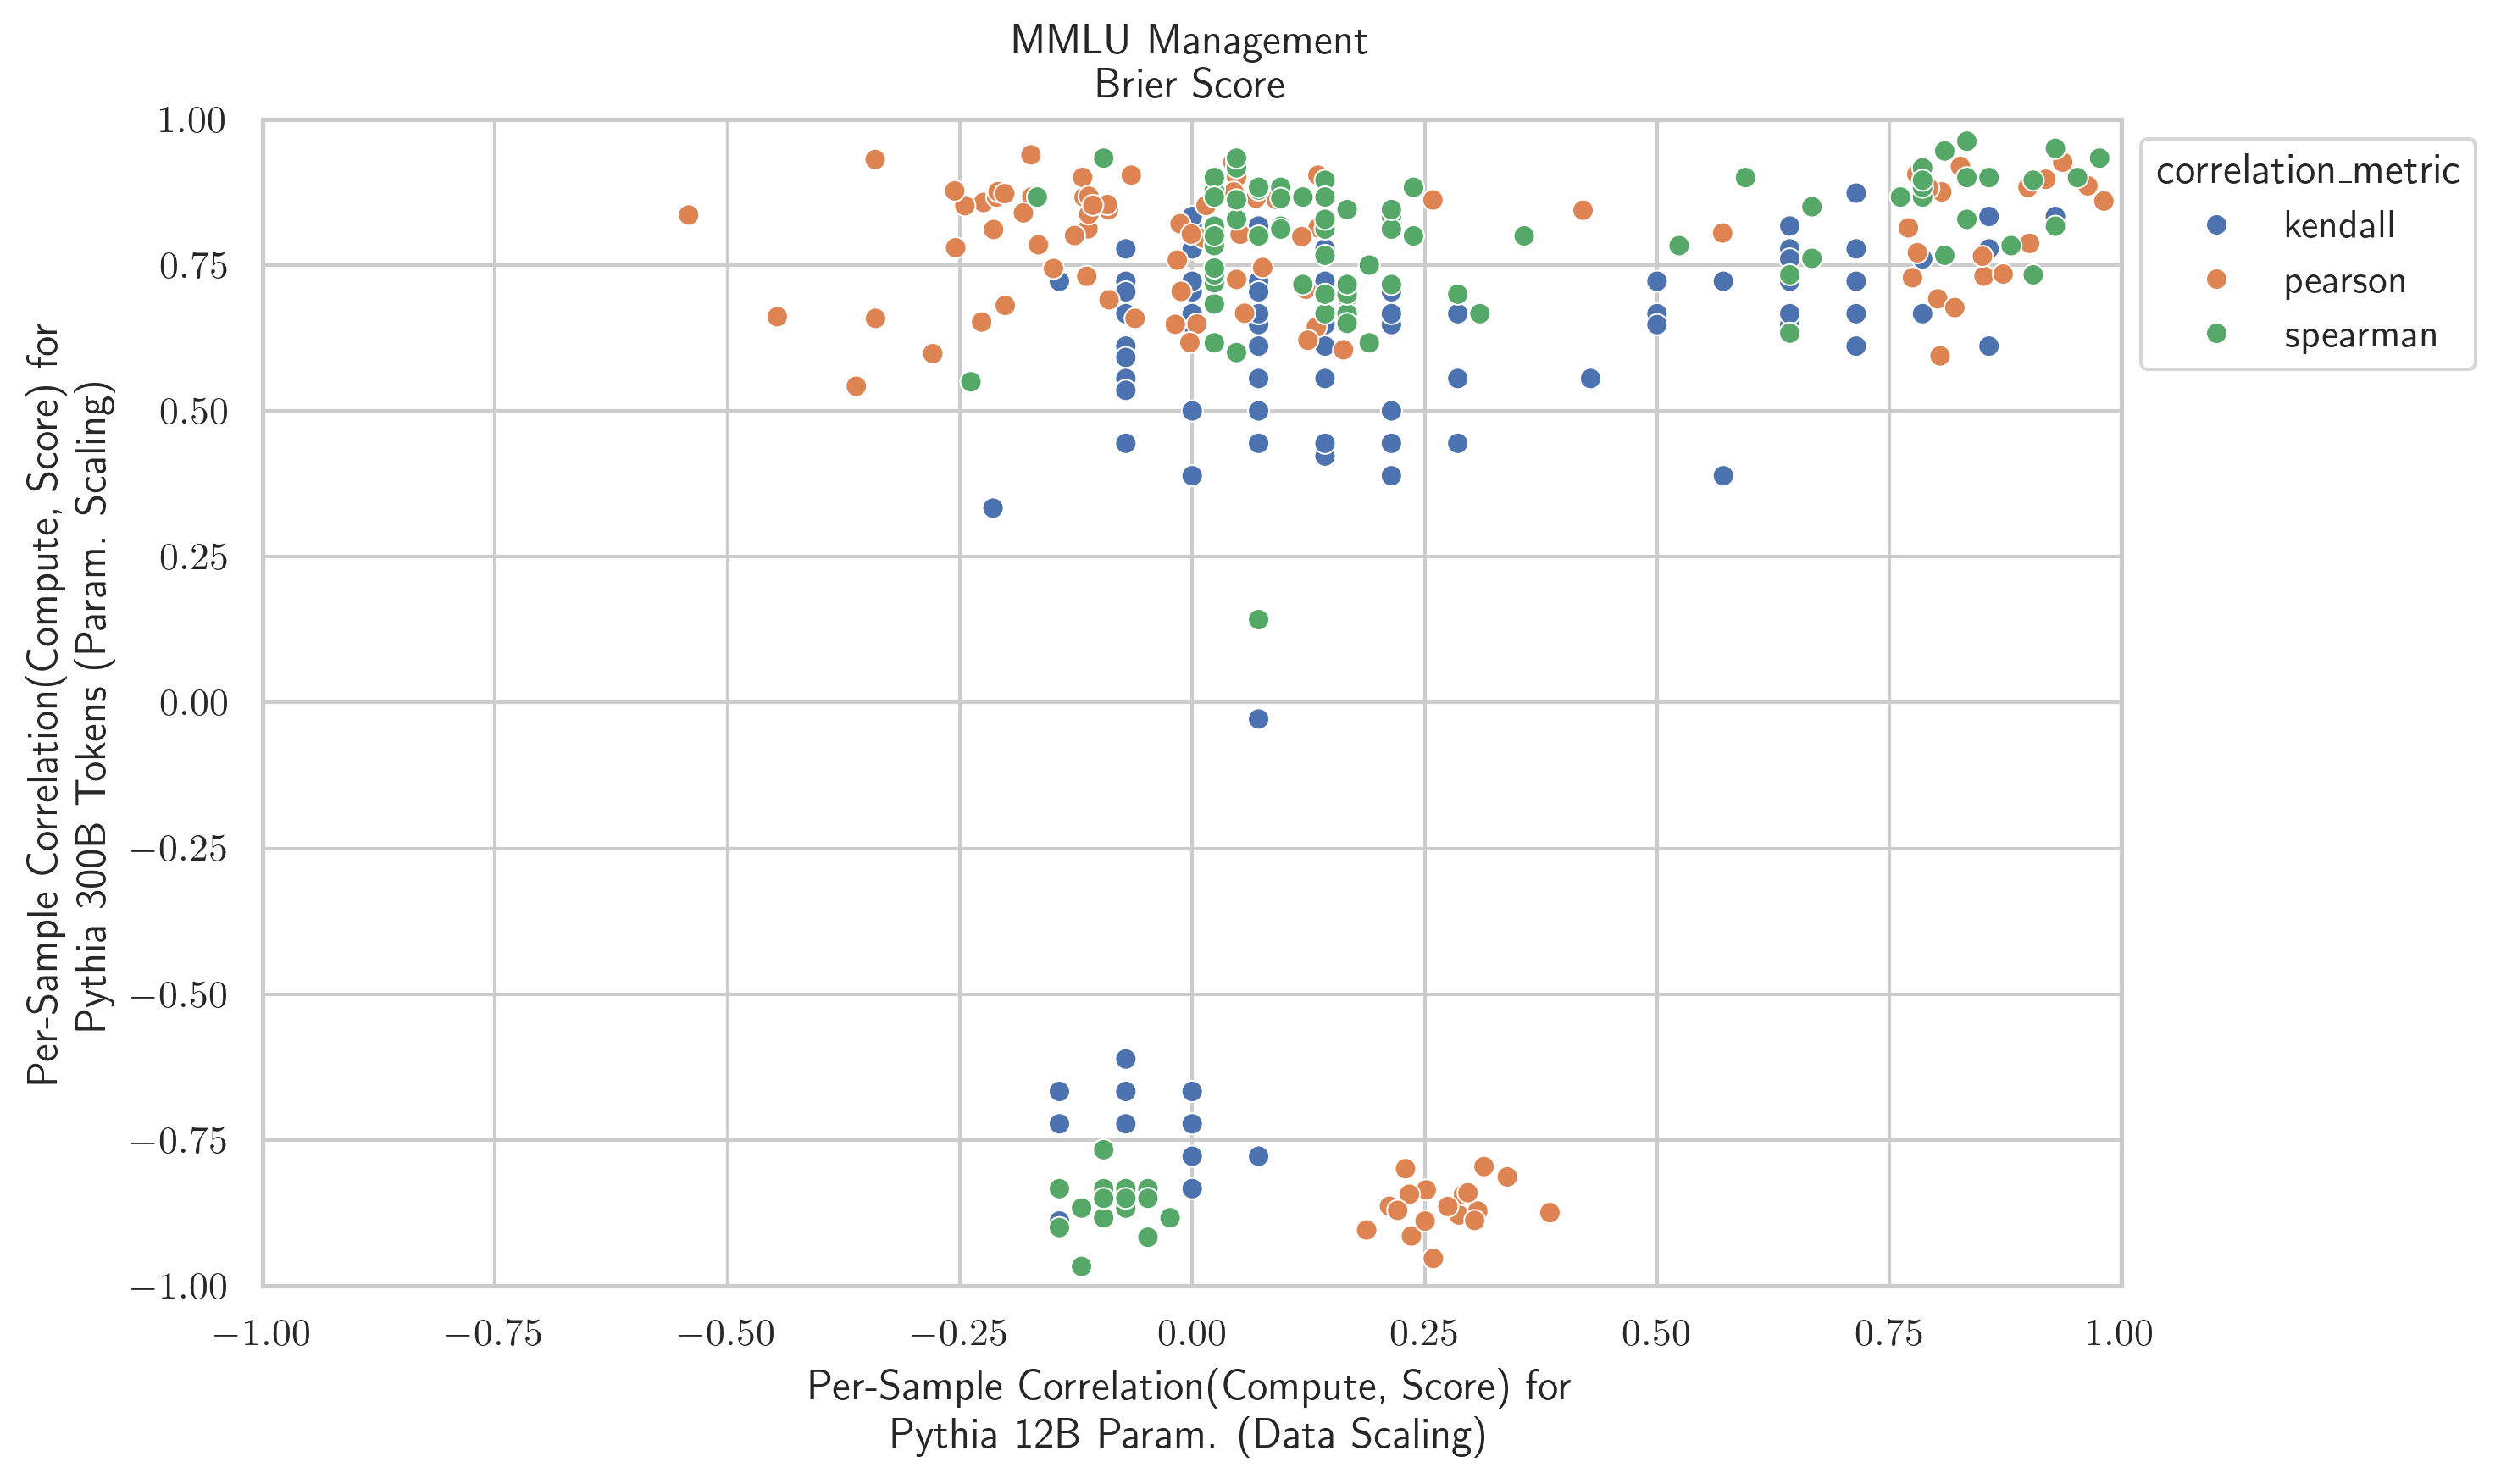 MMLU Management
Brier Score
Per-Sample Correlation(Compute, Score) for
Pythia 300B Tokens (Param. Scaling)
1.00
0.75
0.50
0.25
0.00
−0.25
−0.50
−0.75
−1.00
−1.00 −0.75 −0.50 −0.25 0.00 0.25 0.50 0.75 1.00
Per-Sample Correlation(Compute, Score) for
Pythia 12B Param. (Data Scaling)
correlation_metric
kendall
pearson
spearman